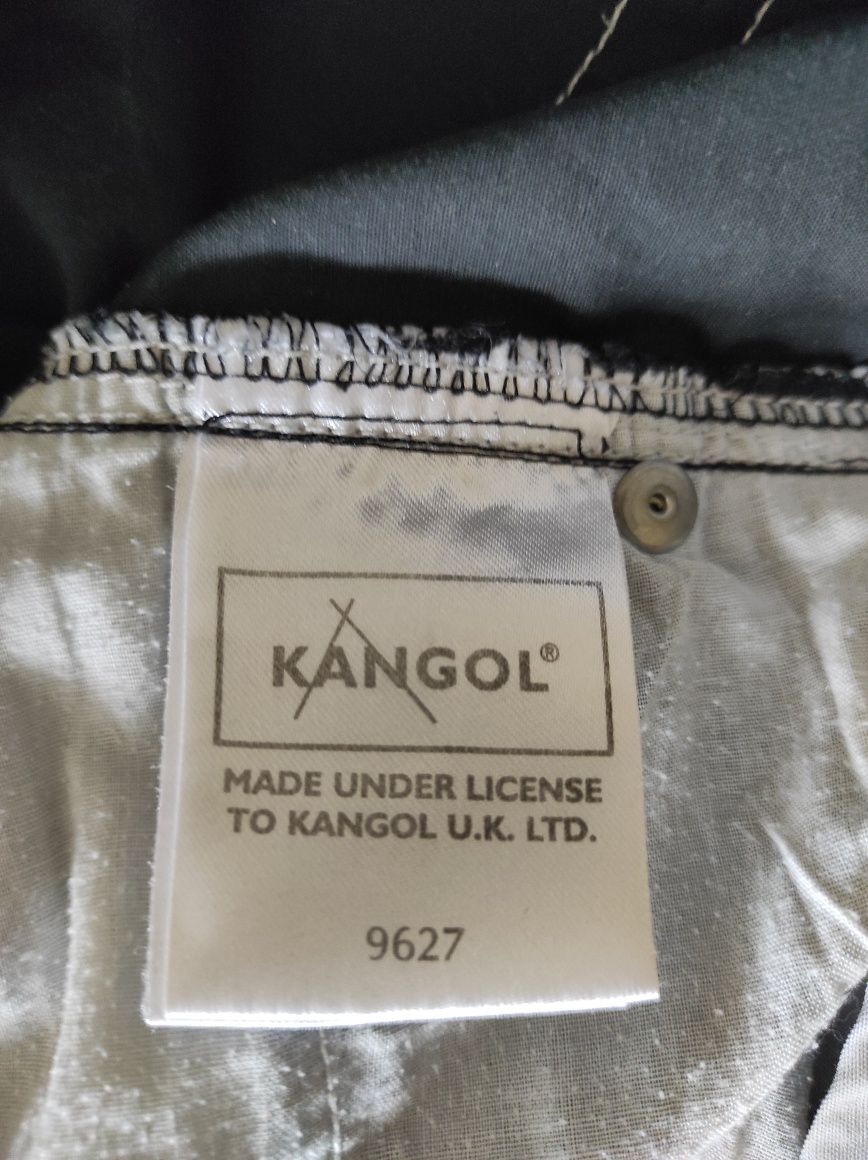 KANGOL®
MADE UNDER LICENSE
TO KANGOL U.K. LTD.
9627